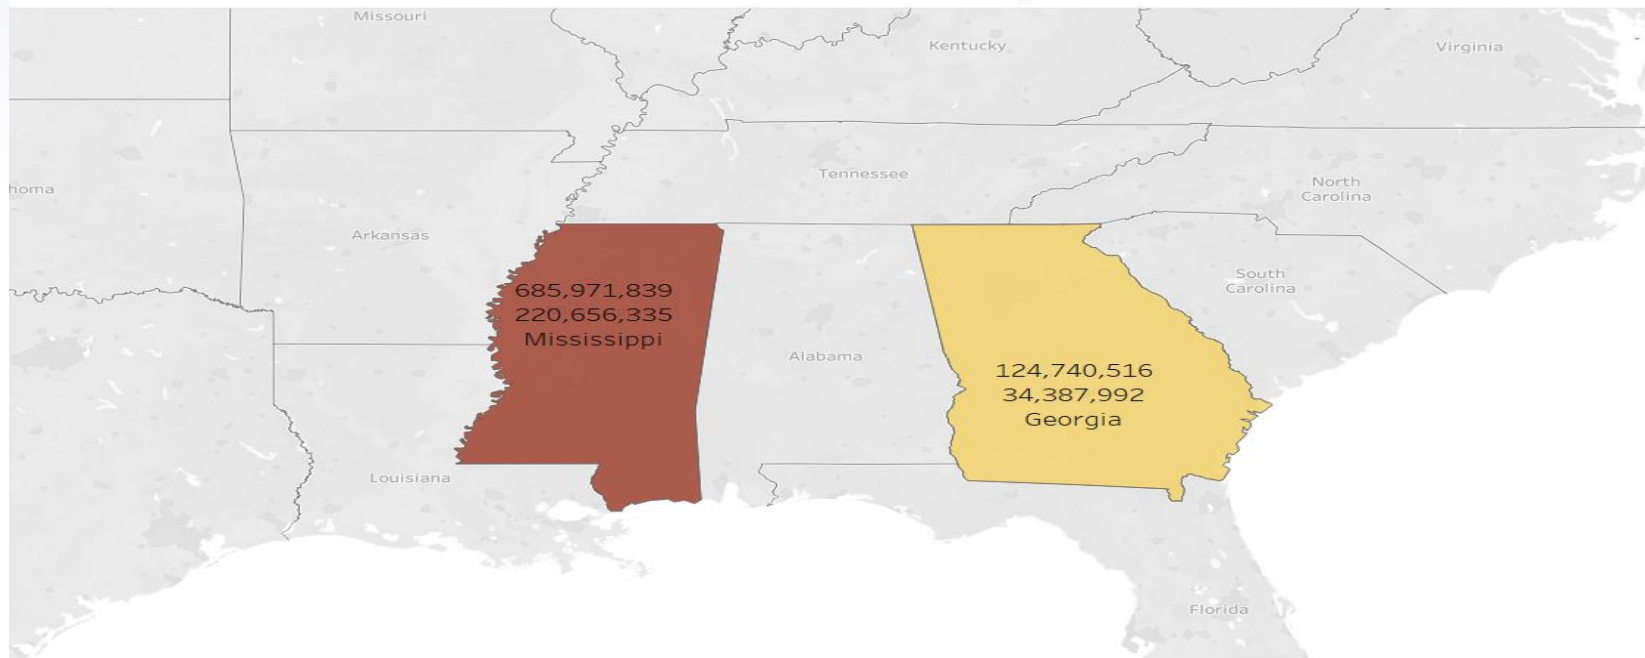 Missouri
Kentucky
Virginia
homa
Tennessee
North
Carolina
Arkansas
South
Carolina
685,971,839
220,656,335
Mississippi
Alabama
124,740,516
34,387,992
Georgia
Louisiana
Florida